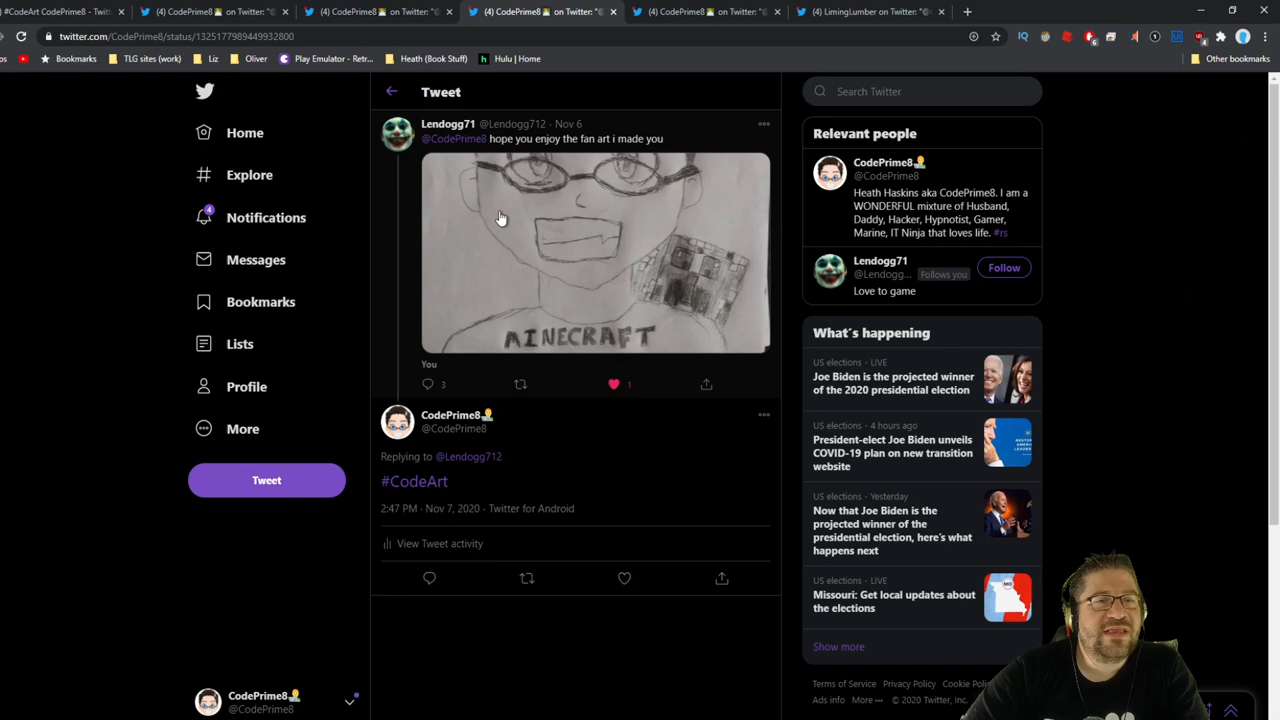 #CodeArt CodePrime8 - Twitt
(4) CodePrime8 on Twitter: "
(4) CodePrime8 on Twitter: "
(4) CodePrime8 on Twitter: "
(4) CodePrime8 on Twitter: "
(4) LimingLumber on Twitter: "
twitter.com/CodePrime8/status/1325177989449932800
Bookmarks
TLG sites (work)
Liz
Oliver
Play Emulator - Retr...
Heath (Book Stuff)
Hulu | Home
Other bookmarks
Home
Explore
4
Notifications
Messages
Bookmarks
Lists
Profile
More
Tweet
CodePrime8
@CodePrime8
Tweet
Lendogg71 @Lendogg712 · Nov 6
@CodePrime8 hope you enjoy the fan art i made you
MINECRAFT
You
3
1
CodePrime8
@CodePrime8
Replying to @Lendogg712
#CodeArt
2:47 PM · Nov 7, 2020 · Twitter for Android
View Tweet activity
Search Twitter
Relevant people
CodePrime8
@CodePrime8
Heath Haskins aka CodePrime8. I am a
WONDERFUL mixture of Husband,
Daddy, Hacker, Hypnotist, Gamer,
Marine, IT Ninja that loves life. #rs
Lendogg71
@Lendogg... Follows you
Follow
Love to game
What's happening
US elections · LIVE
Joe Biden is the projected winner
of the 2020 presidential election
US elections · 4 hours ago
President-elect Joe Biden unveils
COVID-19 plan on new transition
website
US elections · Yesterday
Now that Joe Biden is the
projected winner of the
presidential election, here's what
happens next
US elections · LIVE
Missouri: Get local updates about
the elections
MO
Show more
Terms of Service Privacy Policy Cookie Poli
Ads info More ··· © 2020 Twitter, Inc.